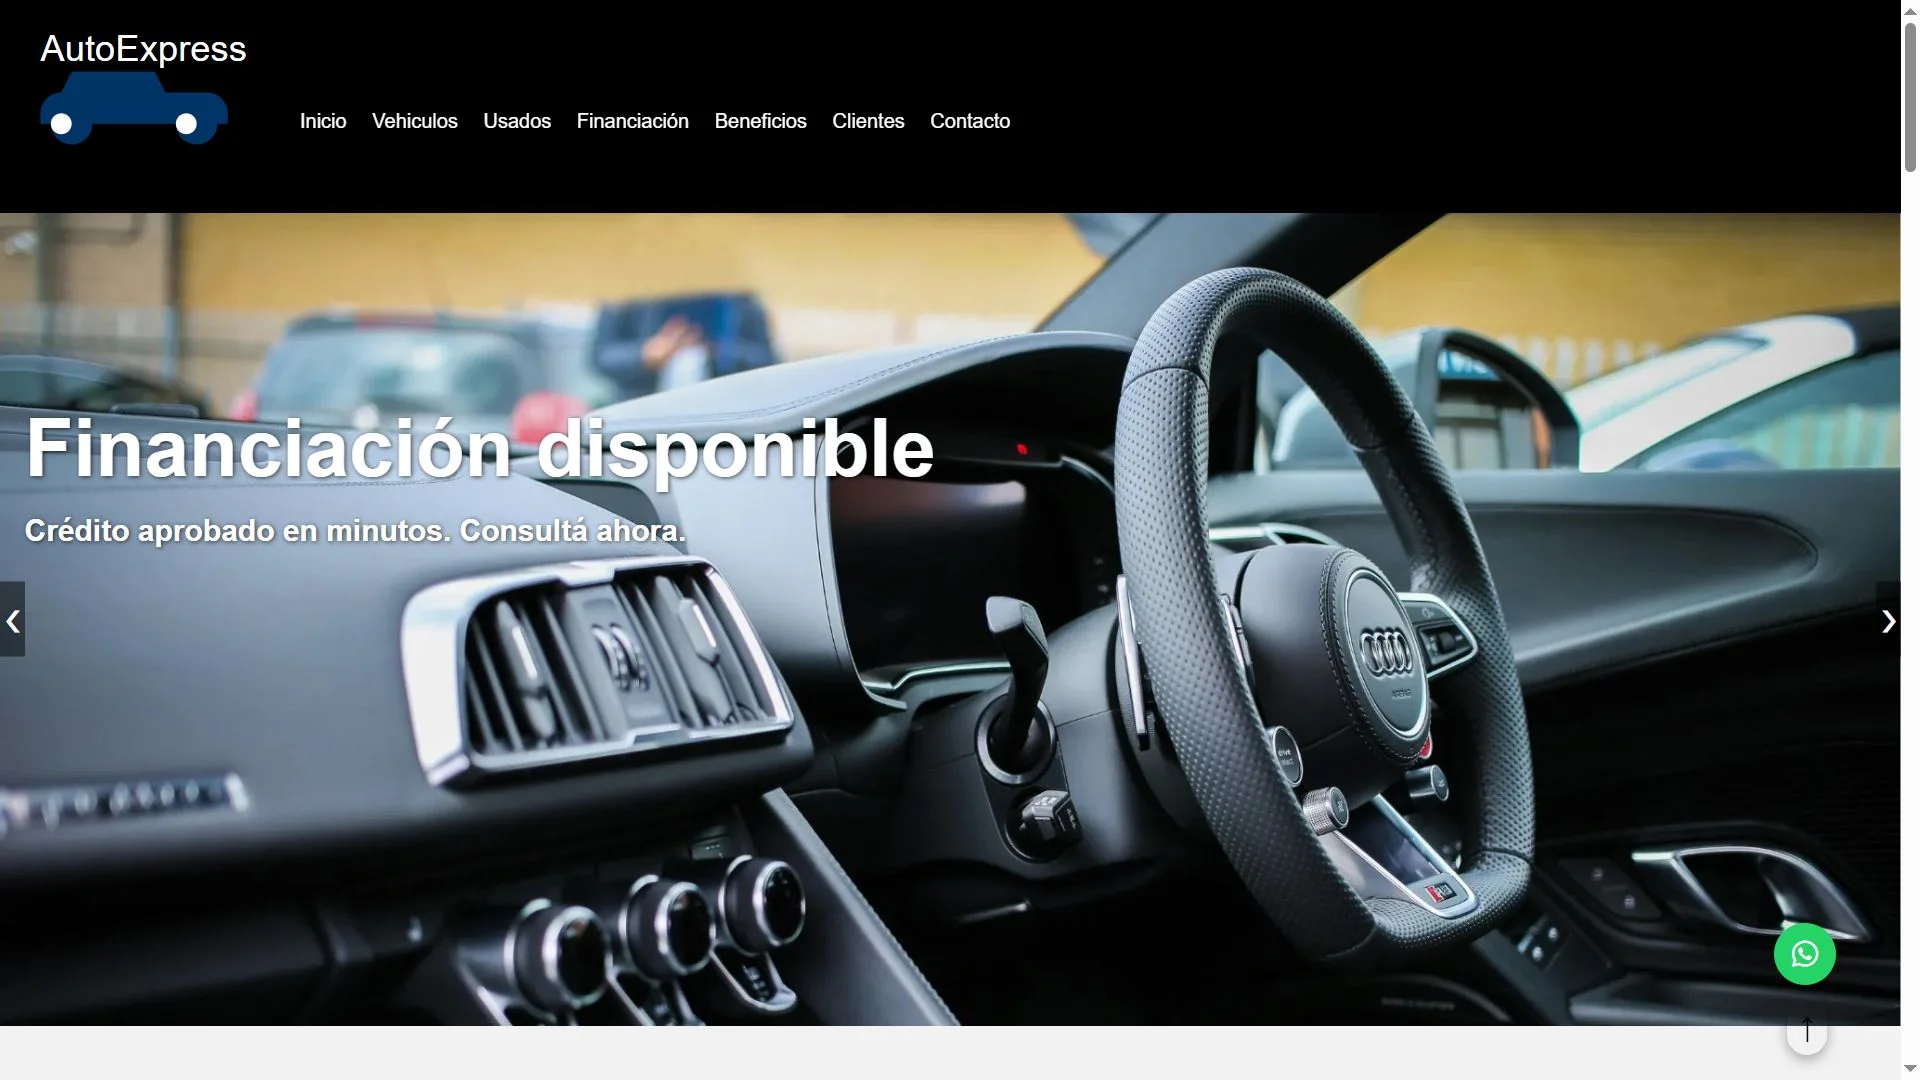 AutoExpress
Inicio Vehiculos Usados Financiación Beneficios Clientes Contacto
Financiación disponible
Crédito aprobado en minutos. Consultá ahora.
❮
❯
↑